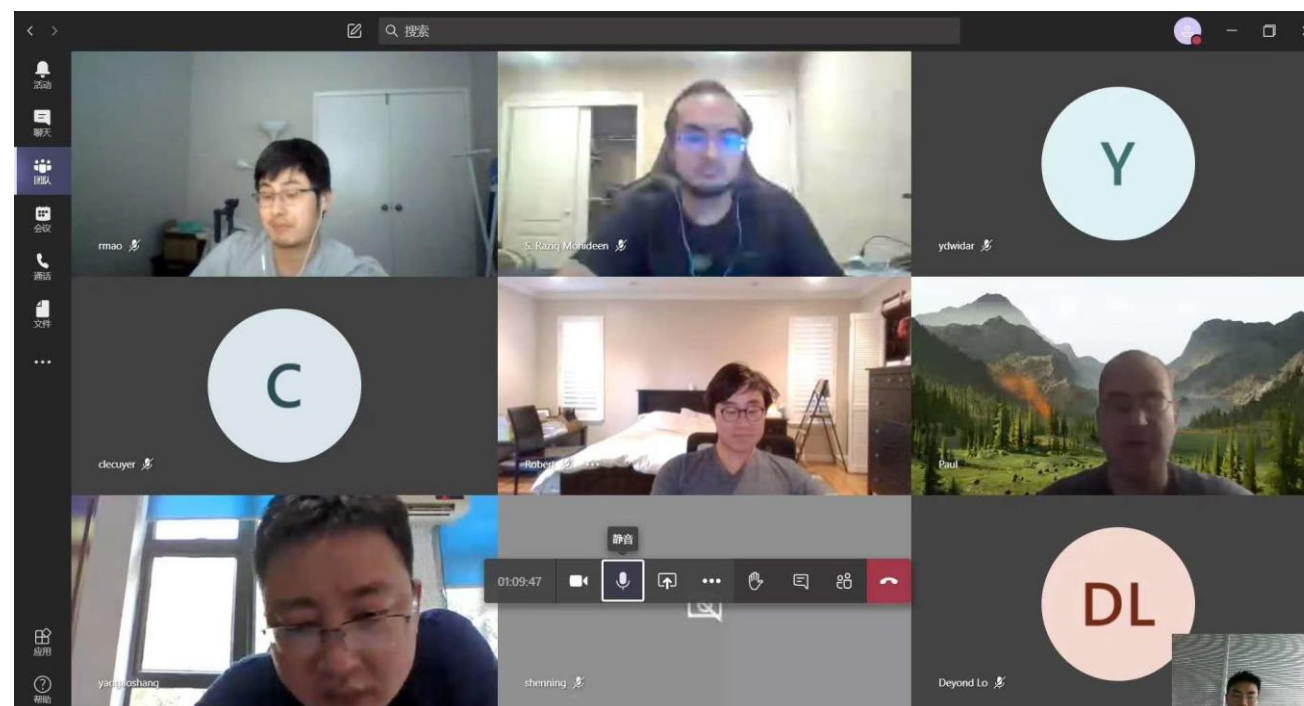 搜索
活动
聊天
团队
会议
通话
文件
应用
帮助
rmao
S. Raziq Mohideen
ydwidar
Y
C
clecuyer
Robert
Paul
静音
01:09:47
shenning
DL
Deyond Lo